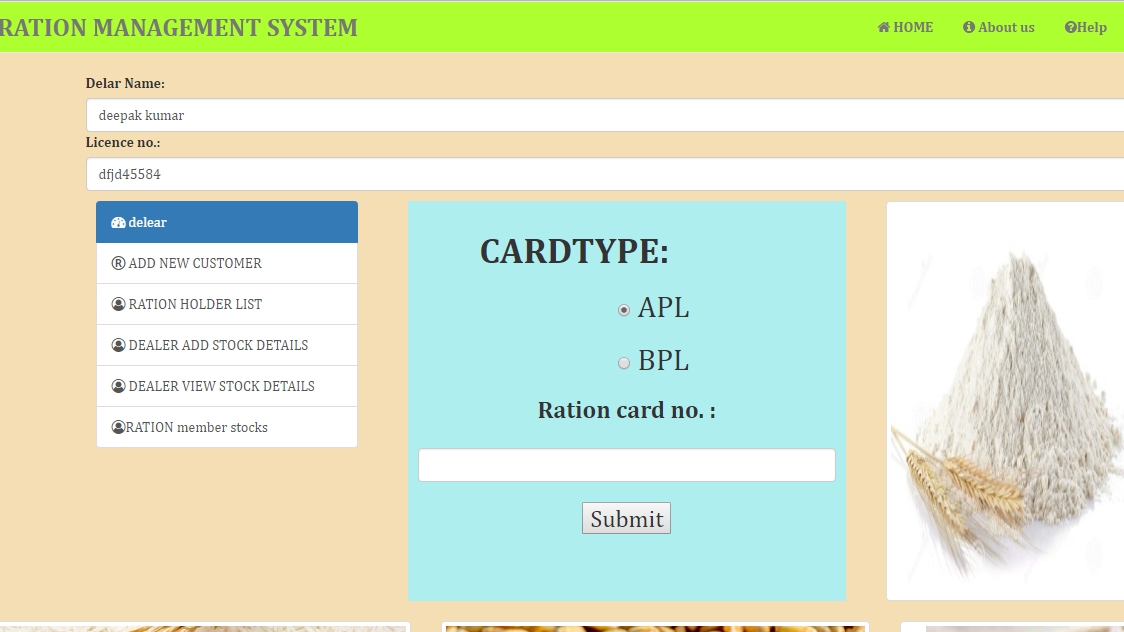 RATION MANAGEMENT SYSTEM
HOME About us Help
Delar Name:
deepak kumar
Licence no.:
dfjd45584
delear
® ADD NEW CUSTOMER
RATION HOLDER LIST
DEALER ADD STOCK DETAILS
DEALER VIEW STOCK DETAILS
RATION member stocks
CARDTYPE:
APL
BPL
Ration card no. :
Submit